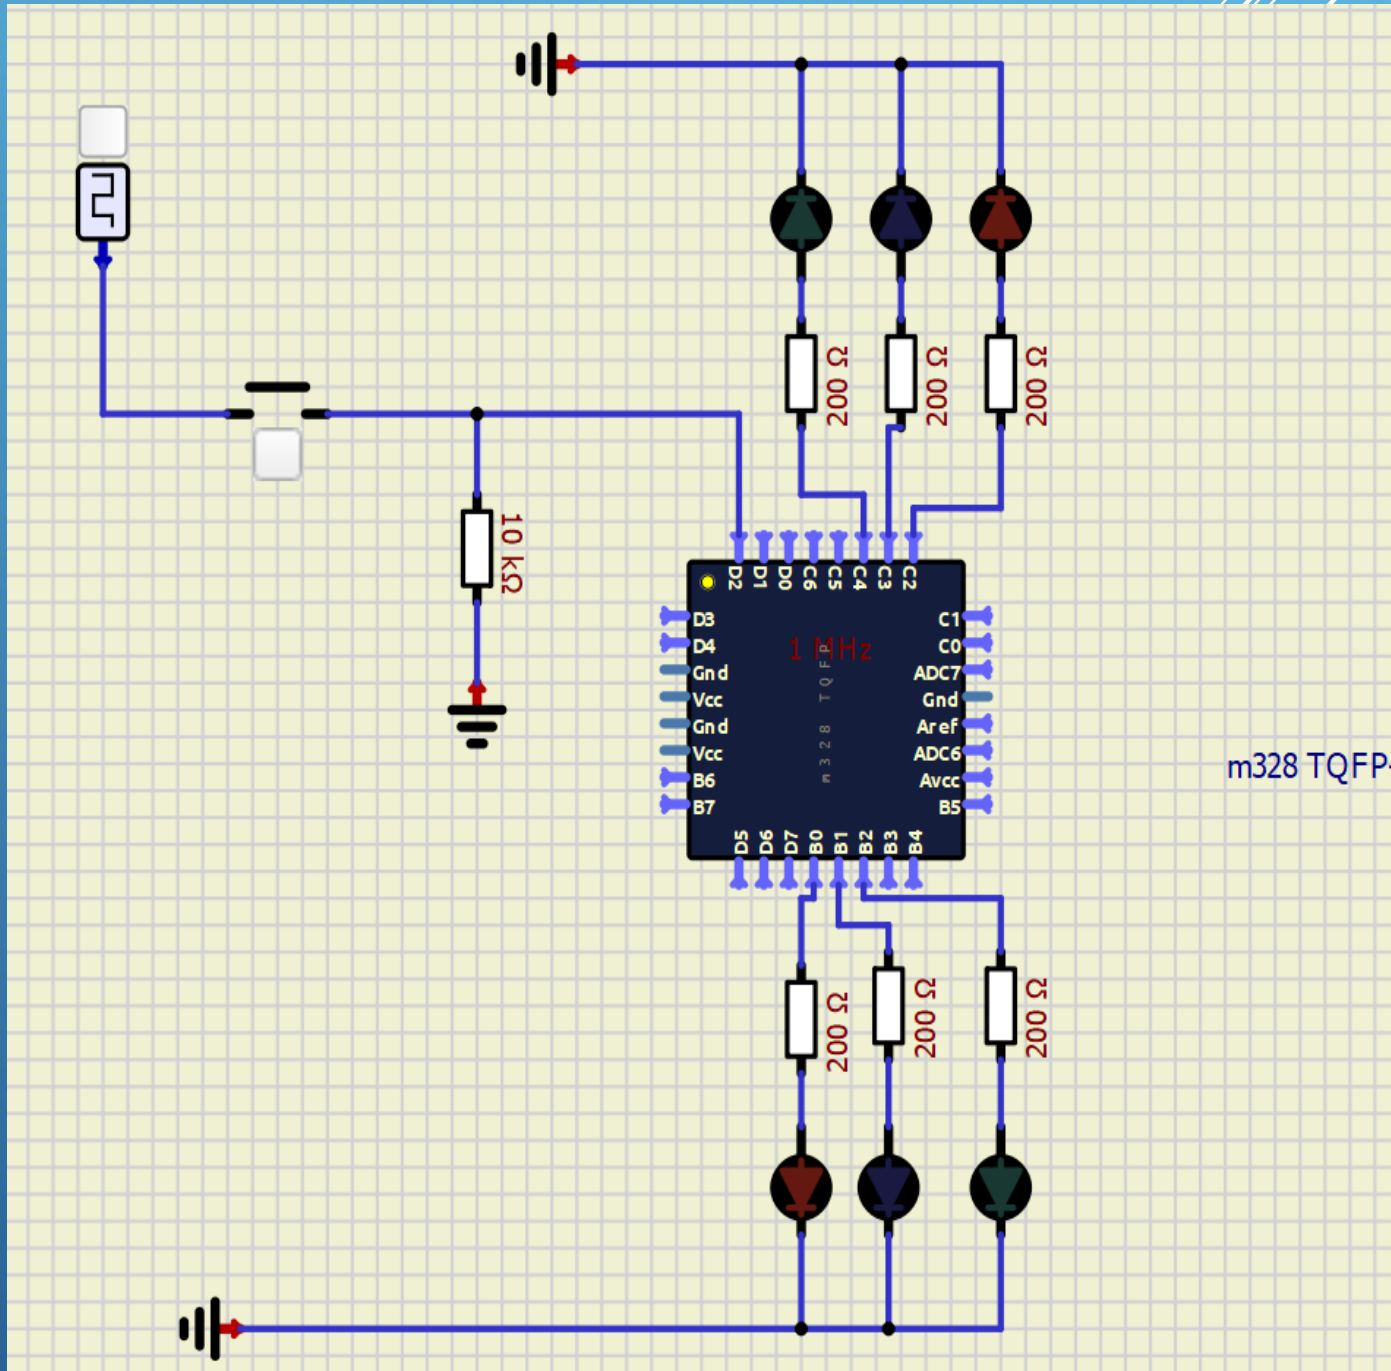 200 Ω
200 Ω
200 Ω
10 kΩ
D2
D1
D0
C6
C5
C4
C3
C2
D3
D4
Gnd
Vcc
Gnd
Vcc
B6
B7
1 MHz
m328 TQFP
C1
C0
ADC7
Gnd
Aref
ADC6
Avcc
B5
m328 TQFP-
D5
D6
D7
B0
B1
B2
B3
B4
200 Ω
200 Ω
200 Ω